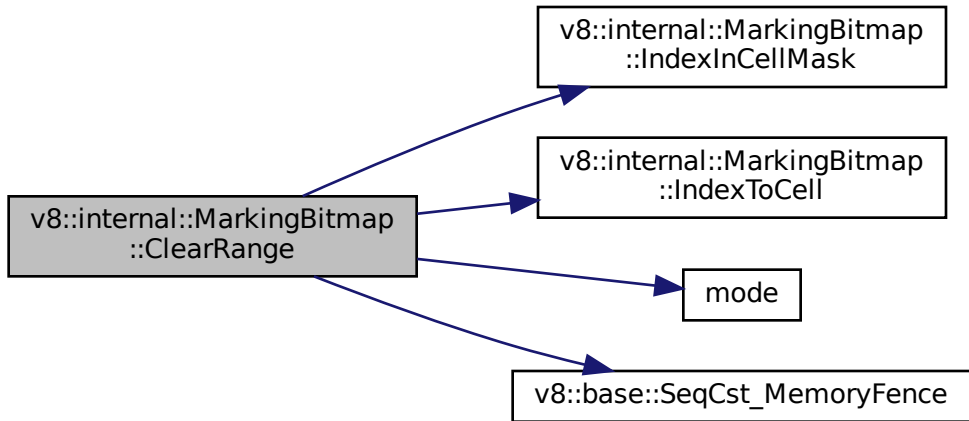 v8::internal::MarkingBitmap
::ClearRange
v8::internal::MarkingBitmap
::IndexInCellMask
v8::internal::MarkingBitmap
::IndexToCell
mode
v8::base::SeqCst_MemoryFence